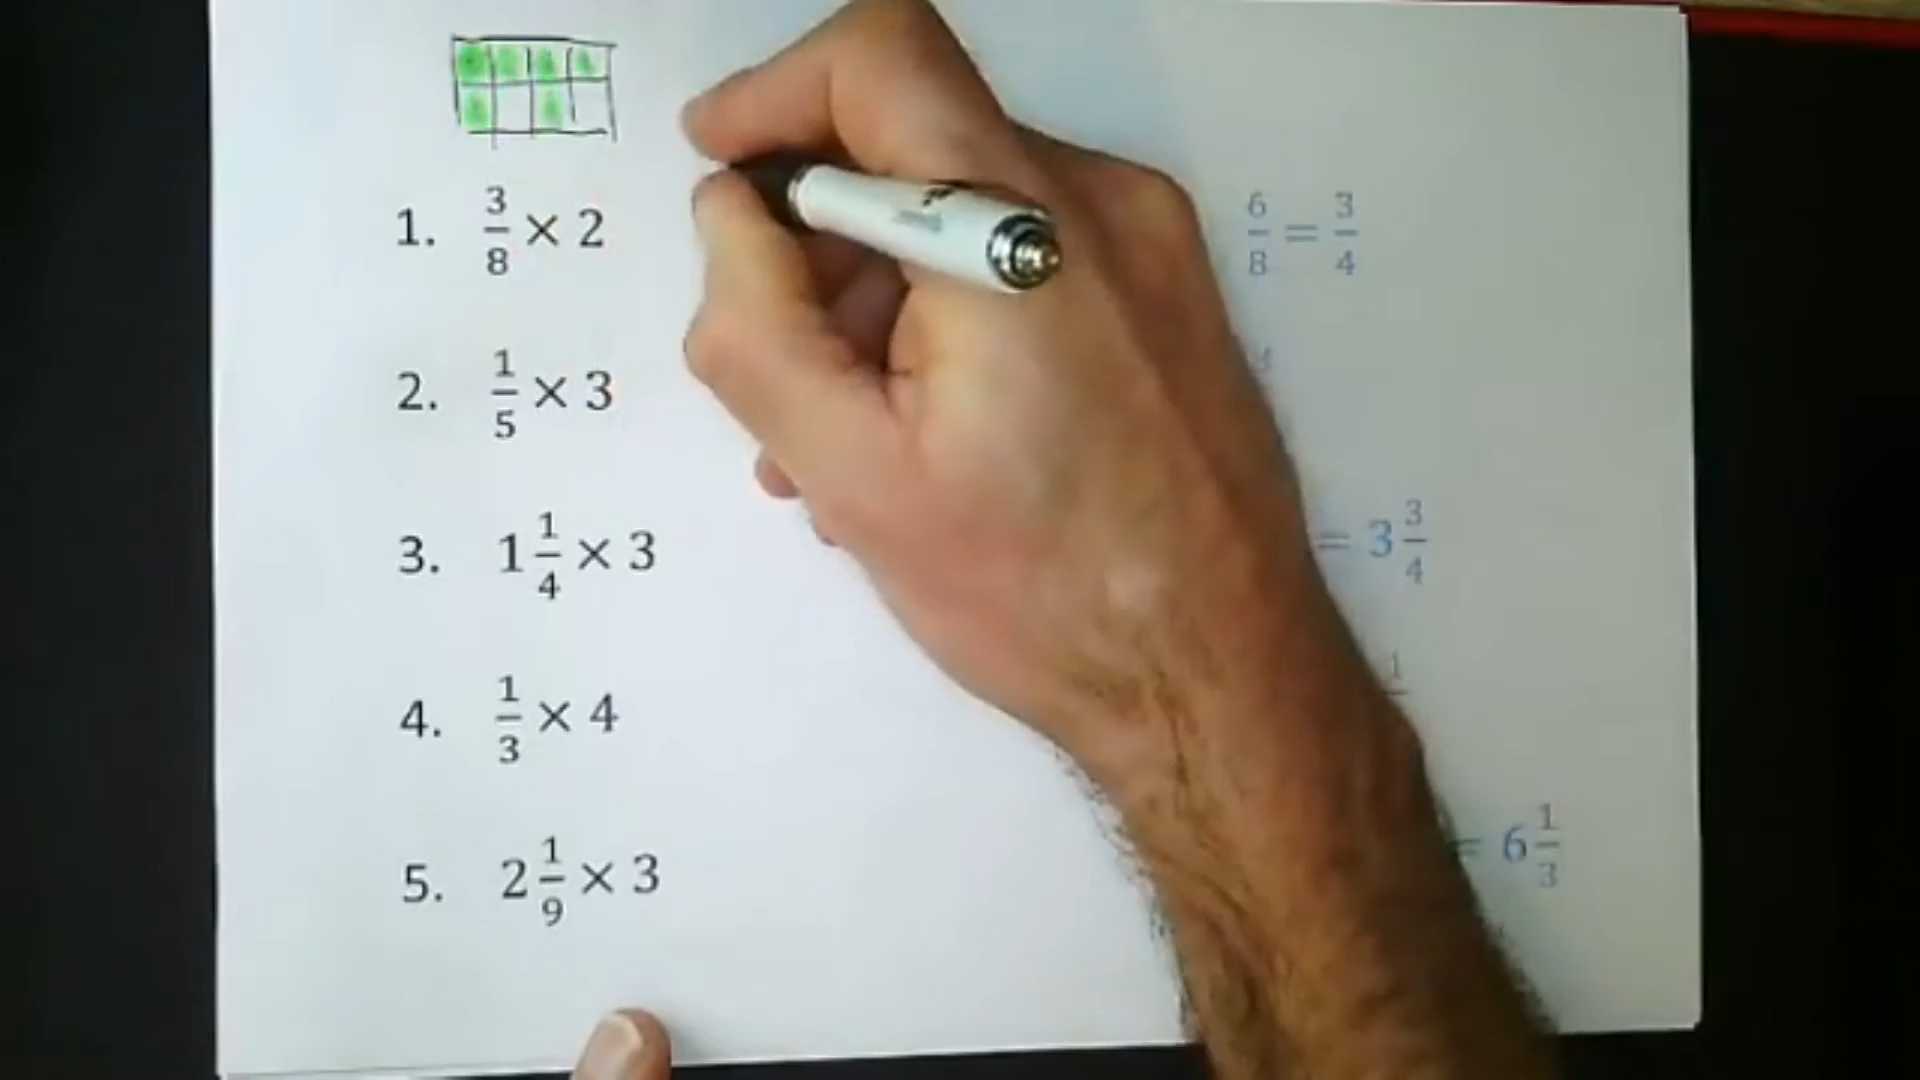 1. 3/8 × 2 6/8 = 3/4
2. 1/5 × 3
3. 1 1/4 × 3 = 3 3/4
4. 1/3 × 4 1
5. 2 1/9 × 3 = 6 1/3